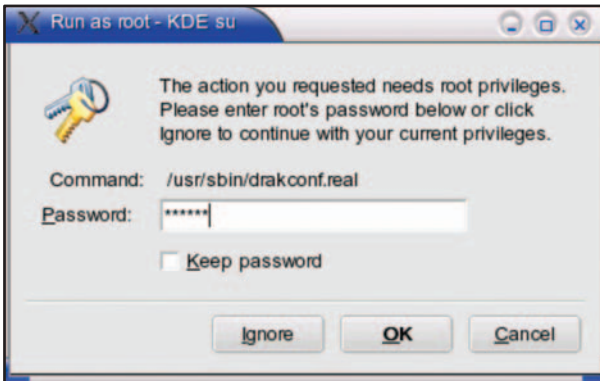 Run as root - KDE su
The action you requested needs root privileges.
Please enter root's password below or click
Ignore to continue with your current privileges.
Command: /usr/sbin/drakconf.real
Password: ******
Keep password
Ignore OK Cancel